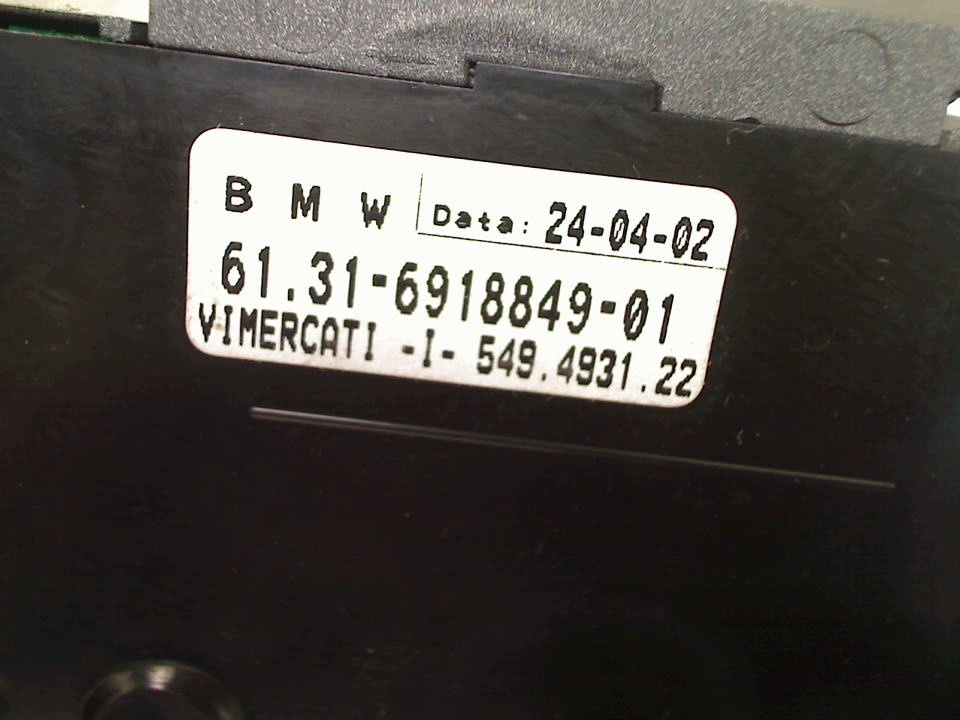 B M W Data: 24-04-02
61.31-6918849-01
VIMERCATI -I- 549.4931.22